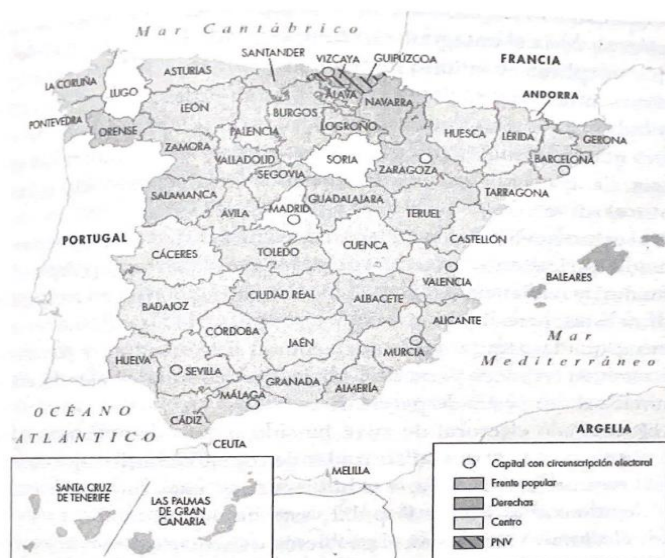 Mar Cantábrico
SANTANDER
VIZCAYA
GUIPÚZCOA
FRANCIA
ASTURIAS
LA CORUÑA
LUGO
ÁLAVA
NAVARRA
ANDORRA
LEÓN
BURGOS
PONTEVEDRA
ORENSE
PALENCIA
LOGROÑO
HUESCA
LÉRIDA
GERONA
ZAMORA
VALLADOLID
SORIA
ZARAGOZA
BARCELONA
SEGOVIA
SALAMANCA
TARRAGONA
ÁVILA
MADRID
GUADALAJARA
TERUEL
PORTUGAL
CÁCERES
TOLEDO
CUENCA
CASTELLÓN
BALEARES
VALENCIA
BADAJOZ
CIUDAD REAL
ALBACETE
ALICANTE
Mar
Mediterráneo
CÓRDOBA
JAÉN
MURCIA
HUELVA
SEVILLA
GRANADA
ALMERÍA
MÁLAGA
OCÉANO
ATLÁNTICO
CÁDIZ
CEUTA
ARGELIA
MELILLA
SANTA CRUZ
DE TENERIFE
LAS PALMAS
DE GRAN
CANARIA
Capital con circunscripción electoral
Frente popular
Derechas
Centro
PNV